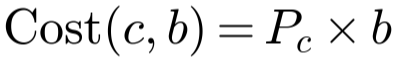 Cost(c, b) = P_c × b